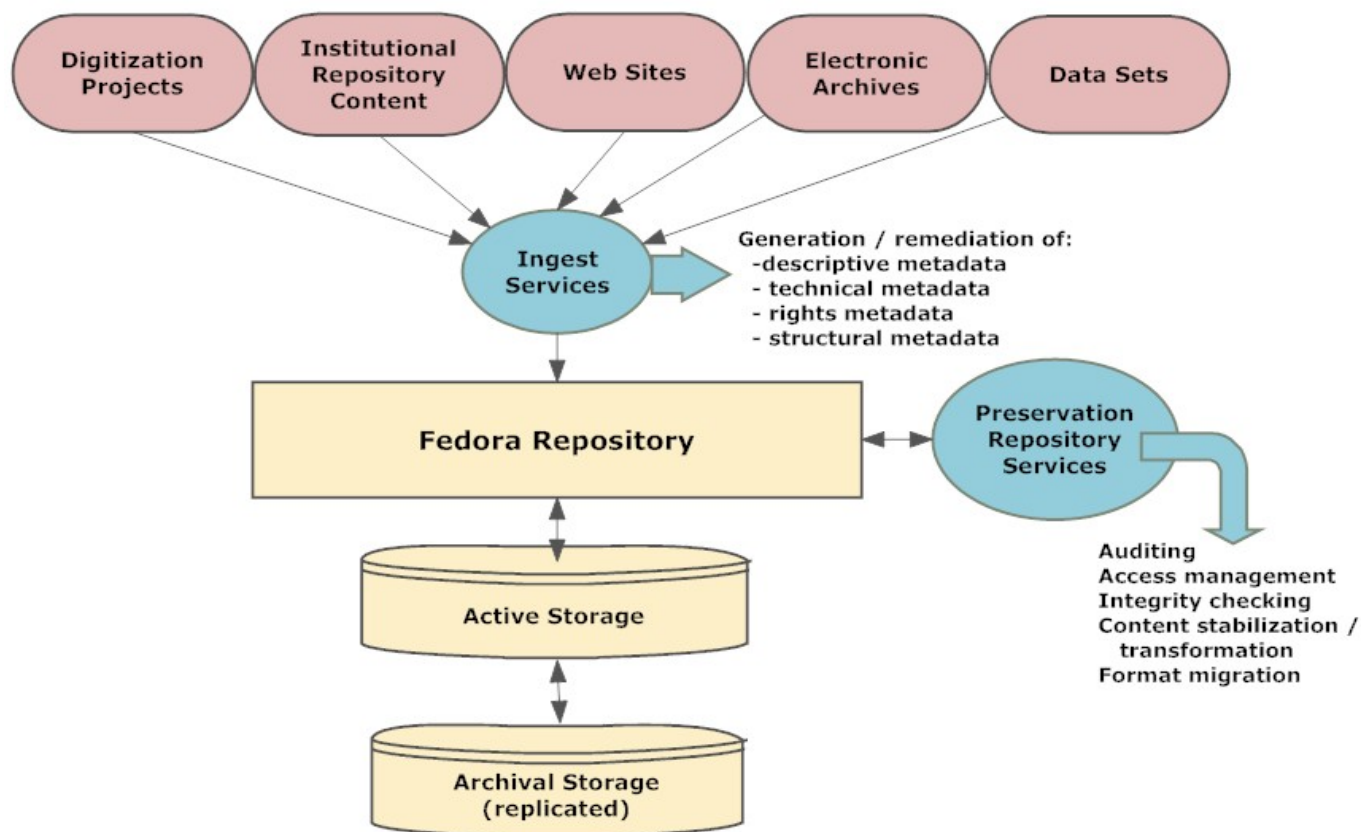 Digitization
Projects
Institutional
Repository
Content
Web Sites
Electronic
Archives
Data Sets
Ingest
Services
Generation / remediation of:
-descriptive metadata
- technical metadata
- rights metadata
- structural metadata
Fedora Repository
Preservation
Repository
Services
Auditing
Access management
Integrity checking
Content stabilization /
transformation
Format migration
Active Storage
Archival Storage
(replicated)